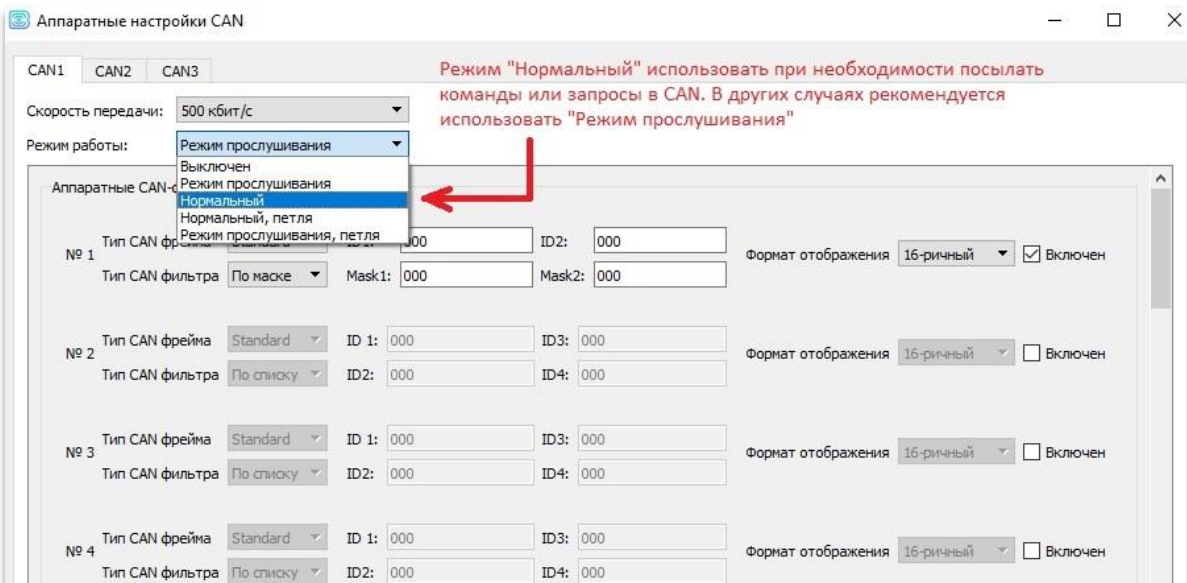 Аппаратные настройки CAN
CAN1 CAN2 CAN3
Режим "Нормальный" использовать при необходимости посылать
команды или запросы в CAN. В других случаях рекомендуется
использовать "Режим прослушивания"
Скорость передачи: 500 кбит/с
Режим работы: Режим прослушивания
Выключен
Режим прослушивания
Нормальный
Нормальный, петля
Режим прослушивания, петля
Аппаратные CAN-
№ 1
Тип CAN фрейма 000 ID2: 000
Тип CAN фильтра По маске Mask1: 000 Mask2: 000
Формат отображения 16-ричный Включен
№ 2
Тип CAN фрейма Standard ID 1: 000 ID3: 000
Тип CAN фильтра По списку ID2: 000 ID4: 000
Формат отображения 16-ричный Включен
№ 3
Тип CAN фрейма Standard ID 1: 000 ID3: 000
Тип CAN фильтра По списку ID2: 000 ID4: 000
Формат отображения 16-ричный Включен
№ 4
Тип CAN фрейма Standard ID 1: 000 ID3: 000
Тип CAN фильтра По списку ID2: 000 ID4: 000
Формат отображения 16-ричный Включен